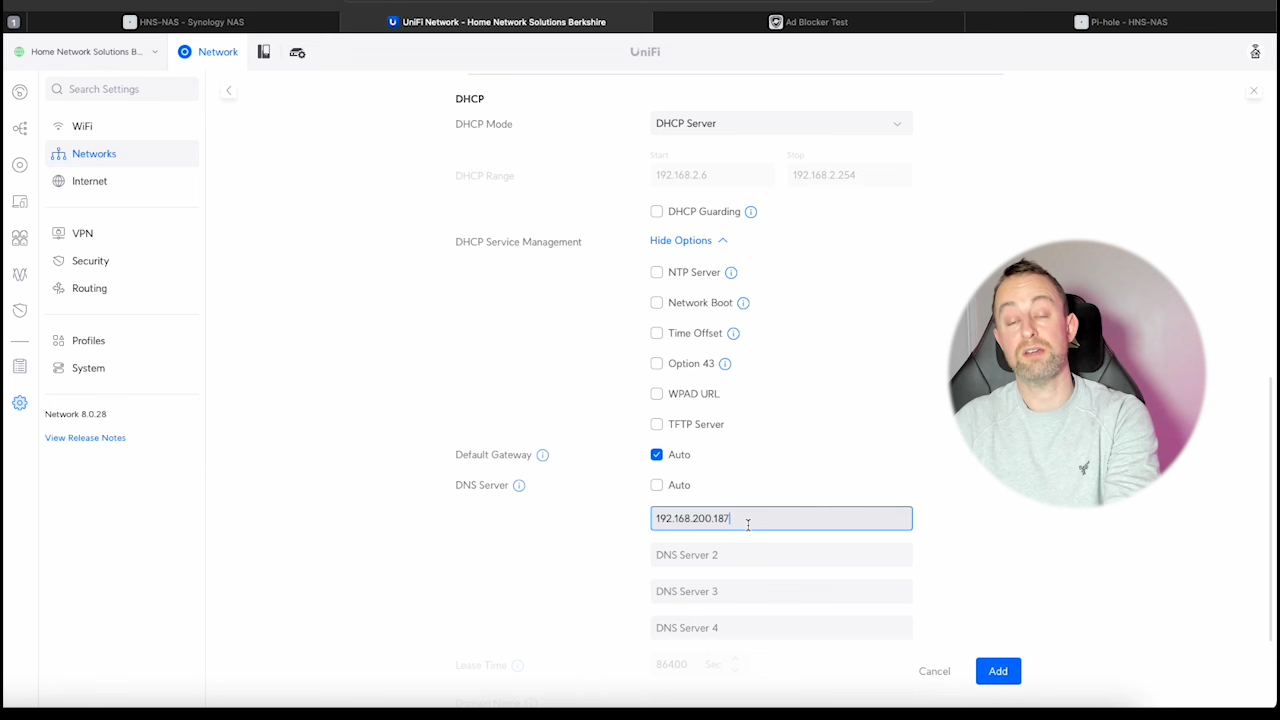 1
HNS-NAS - Synology NAS
UniFi Network - Home Network Solutions Berkshire
Ad Blocker Test
Pi-hole - HNS-NAS
Home Network Solutions B...
Network
UniFi
Search Settings
WiFi
Networks
Internet
VPN
Security
Routing
Profiles
System
Network 8.0.28
View Release Notes
DHCP
DHCP Mode
DHCP Server
Start
Stop
DHCP Range
192.168.2.6
192.168.2.254
DHCP Guarding
DHCP Service Management
Hide Options
NTP Server
Network Boot
Time Offset
Option 43
WPAD URL
TFTP Server
Default Gateway
Auto
DNS Server
Auto
192.168.200.187
DNS Server 2
DNS Server 3
DNS Server 4
Lease Time
86400
Sec
Domain Name
Cancel
Add